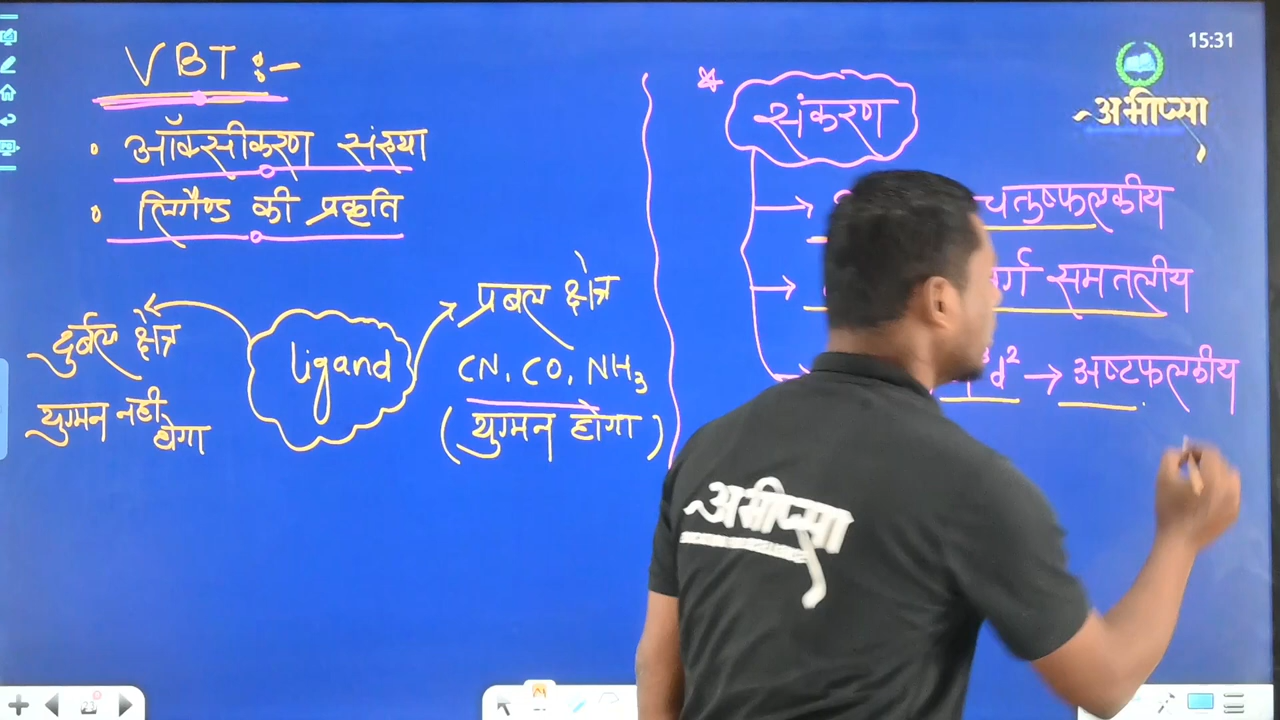 VBT:-
• ऑक्सीकरण संख्या
• लिगैण्ड की प्रकृति
दुर्बल क्षेत्र
युग्मन नही होगा
Ligand
प्रबल क्षेत्र
CN, CO, NH₃
(युग्मन होगा)
* संकरण
→ चतुष्फलकीय
→ वर्ग समतलीय
d² → अष्टफलकीय
15:31
अभीप्सा
अभीप्सा
23